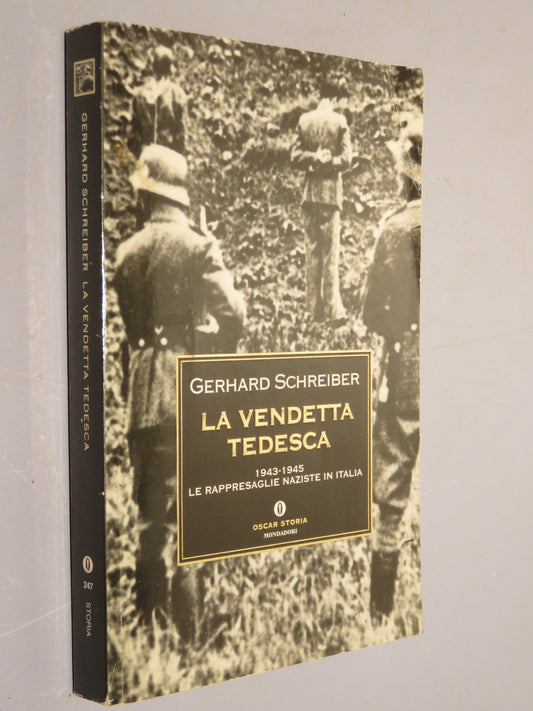 GERHARD SCHREIBER LA VENDETTA TEDESCA
247
STORIA
GERHARD SCHREIBER
LA VENDETTA
TEDESCA
1943-1945
LE RAPPRESAGLIE NAZISTE IN ITALIA
OSCAR STORIA
MONDADORI